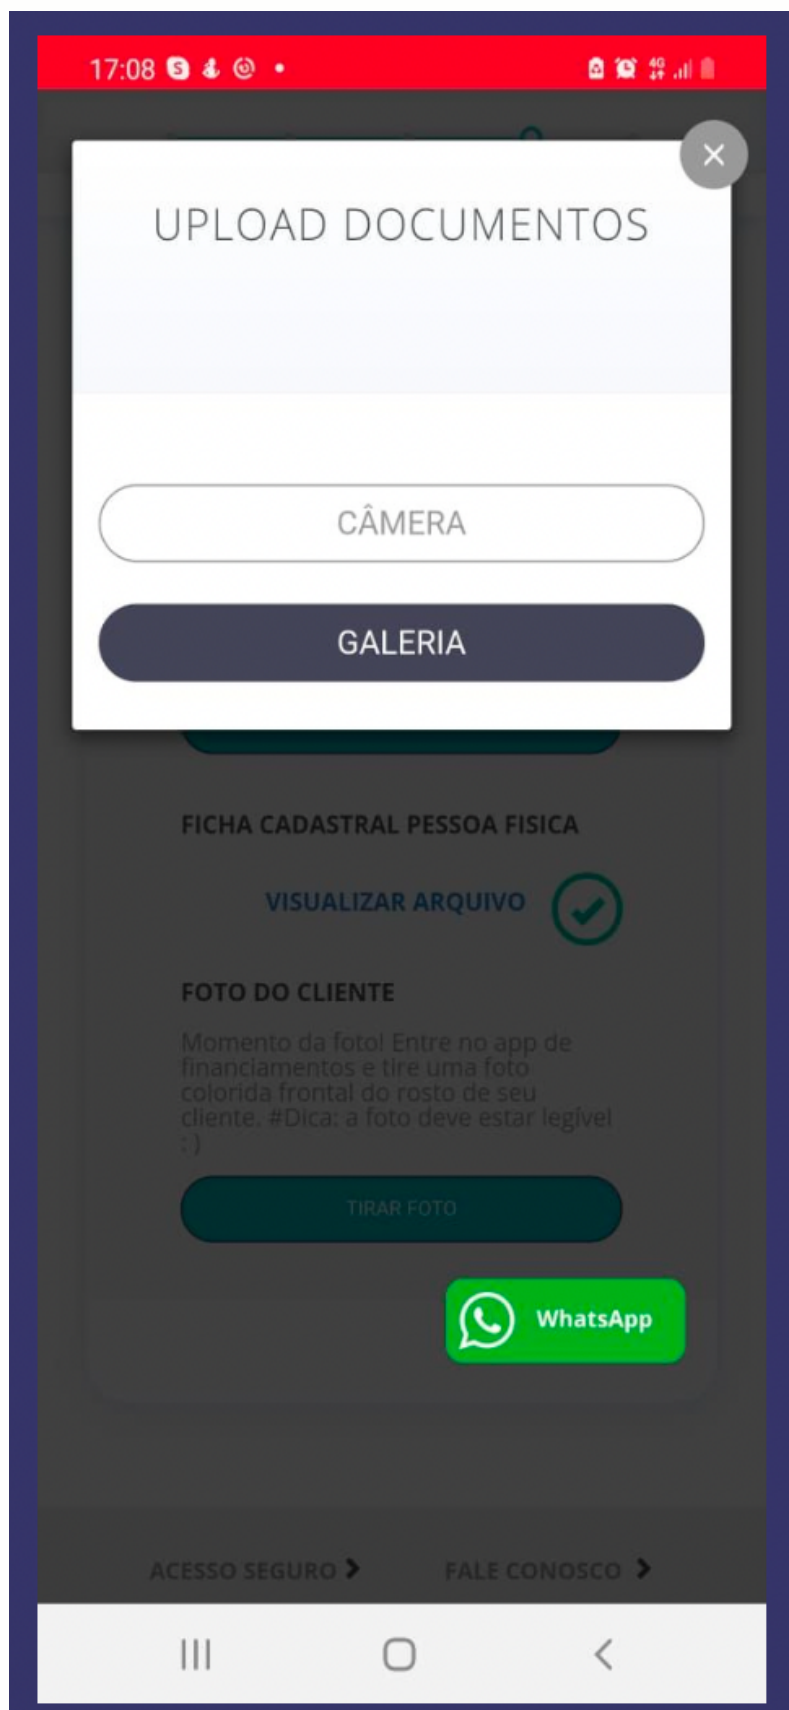 17:08
4G
UPLOAD DOCUMENTOS
CÂMERA
GALERIA
FICHA CADASTRAL PESSOA FISICA
VISUALIZAR ARQUIVO
FOTO DO CLIENTE
Momento da foto! Entre no app de
financiamentos e tire uma foto
colorida frontal do rosto de seu
cliente. #Dica: a foto deve estar legível
; )
TIRAR FOTO
WhatsApp
ACESSO SEGURO
FALE CONOSCO